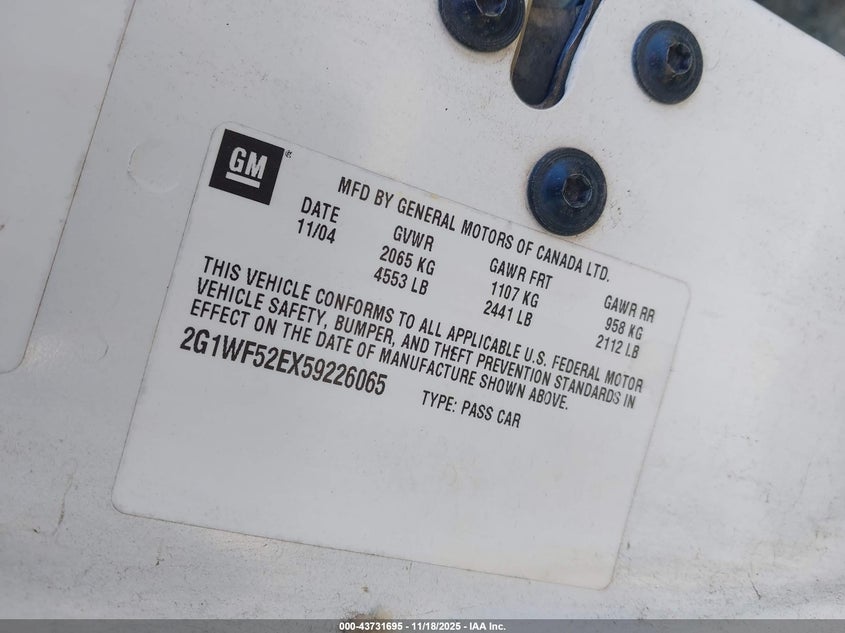 GM®
MFD BY GENERAL MOTORS OF CANADA LTD.
DATE GVWR GAWR FRT GAWR RR
11/04 2065 KG 1107 KG 958 KG
4553 LB 2441 LB 2112 LB
THIS VEHICLE CONFORMS TO ALL APPLICABLE U.S. FEDERAL MOTOR
VEHICLE SAFETY, BUMPER, AND THEFT PREVENTION STANDARDS IN
EFFECT ON THE DATE OF MANUFACTURE SHOWN ABOVE.
2G1WF52EX59226065 TYPE: PASS CAR
000-43731695 - 11/18/2025 - IAA Inc.